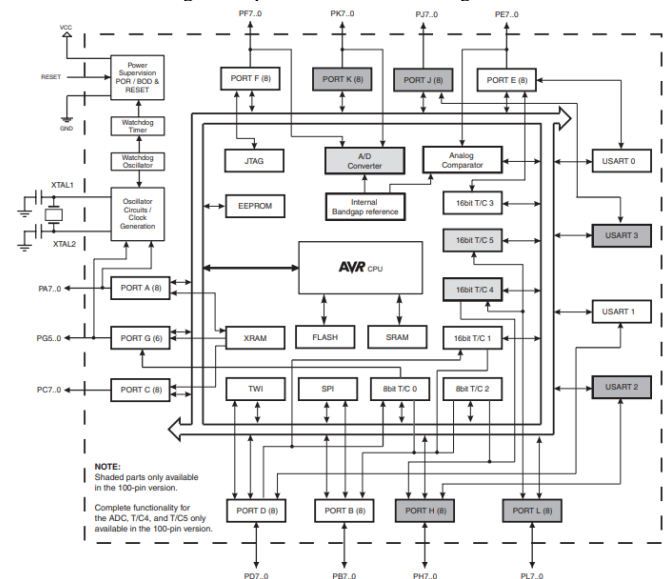 PF7..0
PK7..0
PJ7..0
PE7..0
VCC
RESET
GND
Power
Supervision
POR / BOD &
RESET
PORT F (8)
PORT K (8)
PORT J (8)
PORT E (8)
Watchdog
Timer
Watchdog
Oscillator
JTAG
A/D
Converter
Analog
Comparator
USART 0
XTAL1
XTAL2
Oscillator
Circuits /
Clock
Generation
EEPROM
Internal
Bandgap reference
16bit T/C 3
16bit T/C 5
USART 3
AVR CPU
PA7..0
PORT A (8)
16bit T/C 4
USART 1
PG5..0
PORT G (6)
XRAM
FLASH
SRAM
16bit T/C 1
PC7..0
PORT C (8)
TWI
SPI
8bit T/C 0
8bit T/C 2
USART 2
NOTE:
Shaded parts only available
in the 100-pin version.
Complete functionality for
the ADC, T/C4, and T/C5 only
available in the 100-pin version.
PORT D (8)
PORT B (8)
PORT H (8)
PORT L (8)
PD7..0
PB7..0
PH7..0
PL7..0